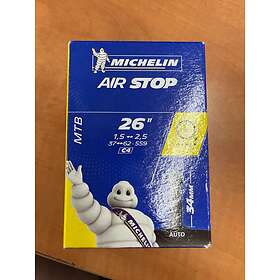 MICHELIN
AIR STOP
MTB
26"
1,5 ↔ 2,5
37↔62-559
C4
34mm
AUTO